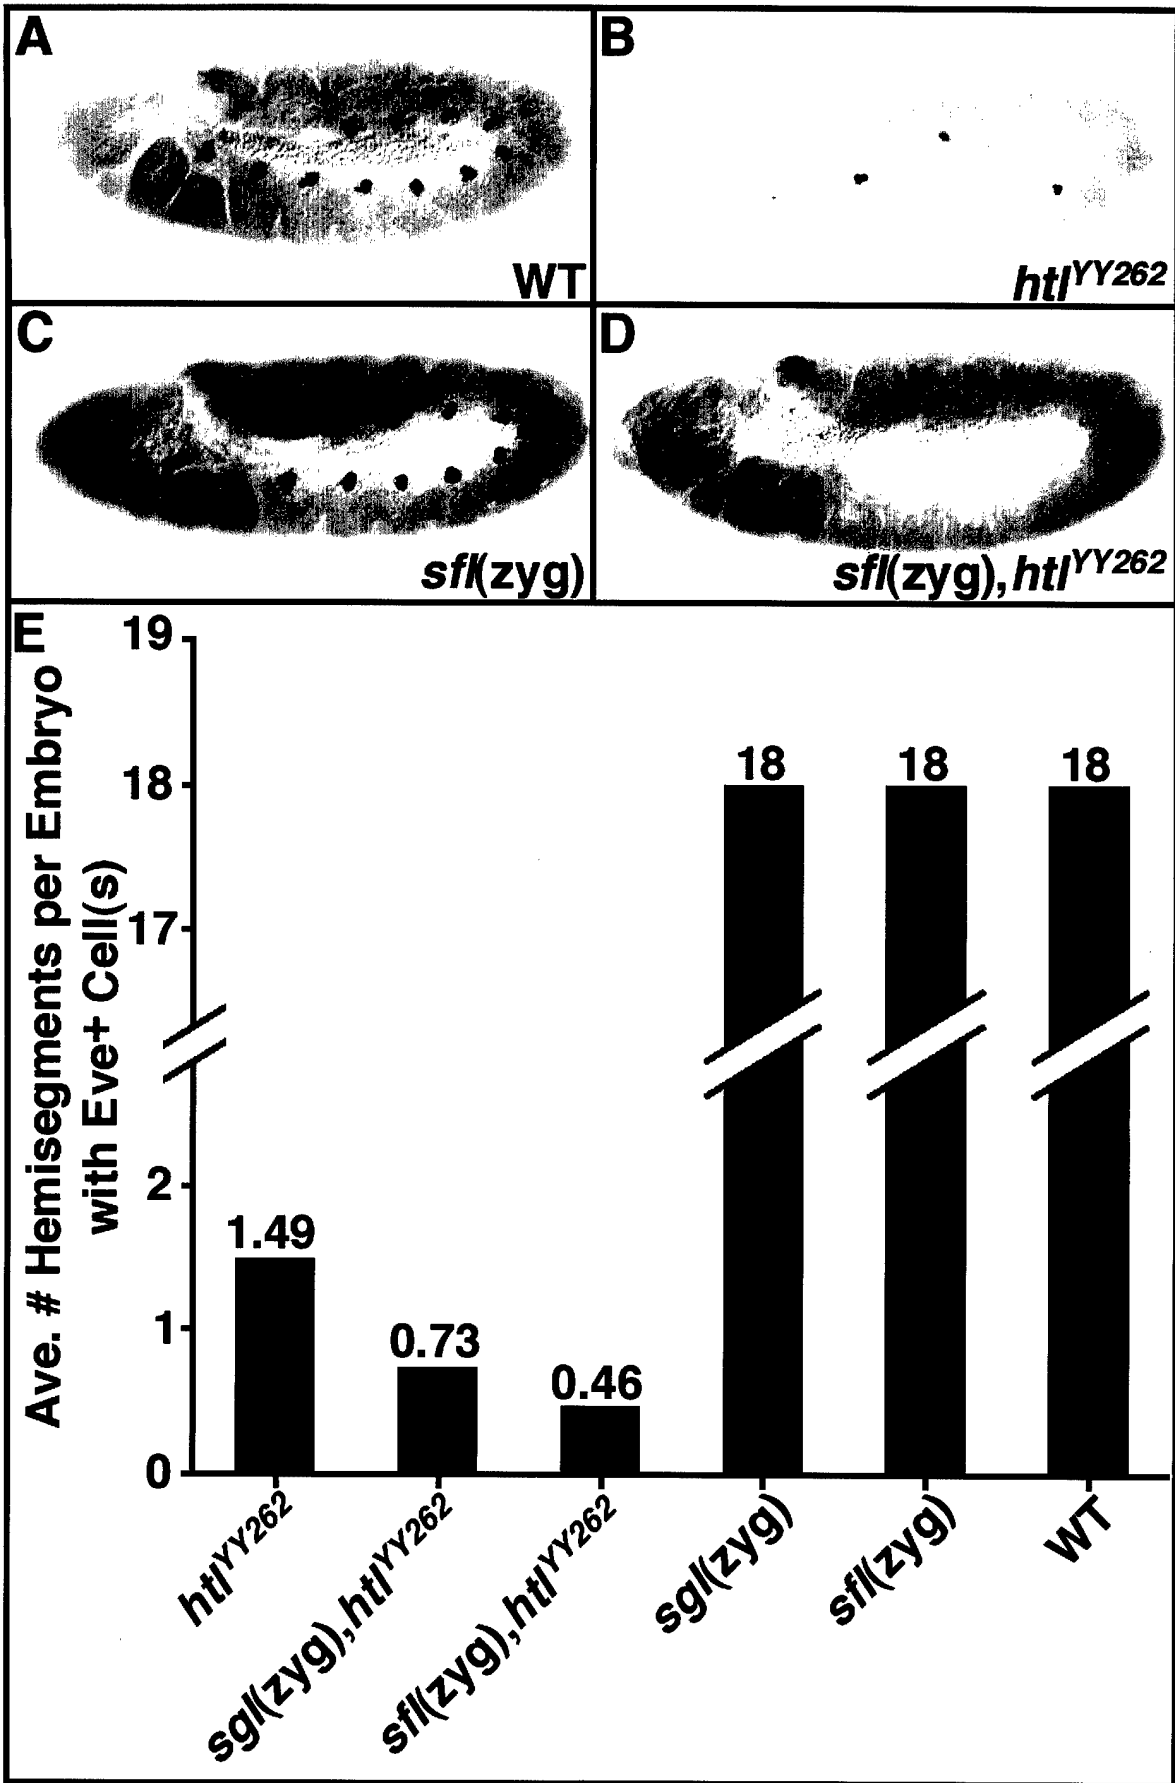 A
WT
B
htlYY262
C
sfl(zyg)
D
sfl(zyg),htlYY262
E
Ave. # Hemisegments per Embryo
with Eve+ Cell(s)
19
18
17
2
1
0
1.49
0.73
0.46
18
18
18
htlYY262
sgl(zyg),htlYY262
sfl(zyg),htlYY262
sgl(zyg)
sfl(zyg)
WT